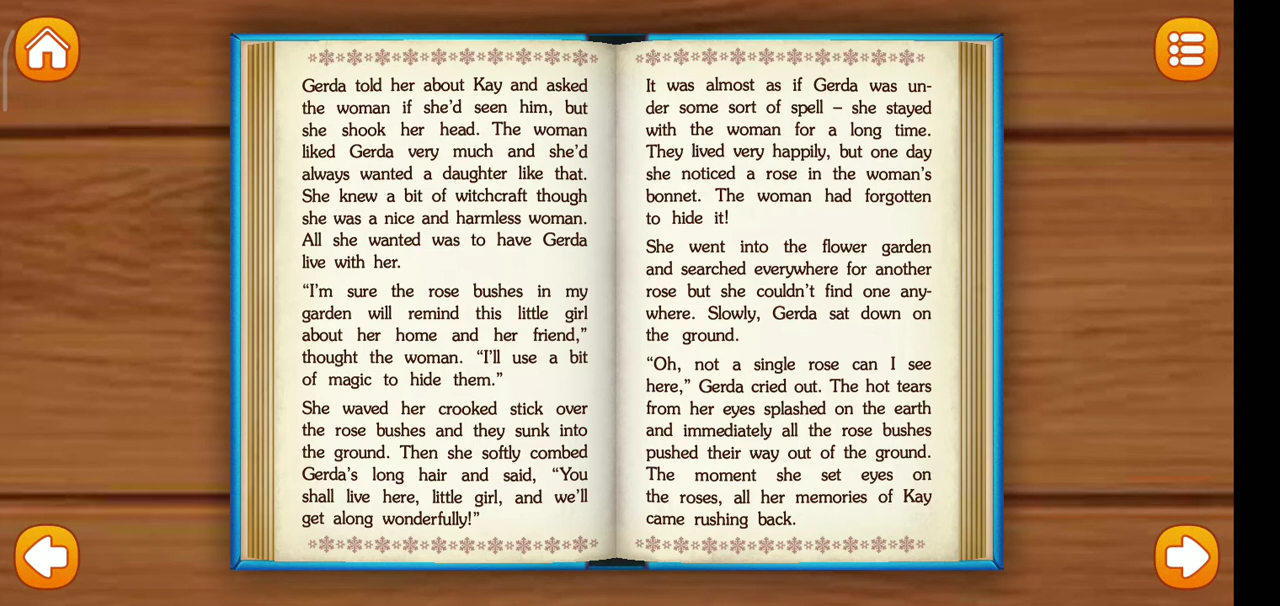 Gerda told her about Kay and asked
the woman if she’d seen him, but
she shook her head. The woman
liked Gerda very much and she’d
always wanted a daughter like that.
She knew a bit of witchcraft though
she was a nice and harmless woman.
All she wanted was to have Gerda
live with her.
“I’m sure the rose bushes in my
garden will remind this little girl
about her home and her friend,”
thought the woman. “I’ll use a bit
of magic to hide them.”
She waved her crooked stick over
the rose bushes and they sunk into
the ground. Then she softly combed
Gerda’s long hair and said, “You
shall live here, little girl, and we’ll
get along wonderfully!”
It was almost as if Gerda was un-
der some sort of spell – she stayed
with the woman for a long time.
They lived very happily, but one day
she noticed a rose in the woman’s
bonnet. The woman had forgotten
to hide it!
She went into the flower garden
and searched everywhere for another
rose but she couldn’t find one any-
where. Slowly, Gerda sat down on
the ground.
“Oh, not a single rose can I see
here,” Gerda cried out. The hot tears
from her eyes splashed on the earth
and immediately all the rose bushes
pushed their way out of the ground.
The moment she set eyes on
the roses, all her memories of Kay
came rushing back.